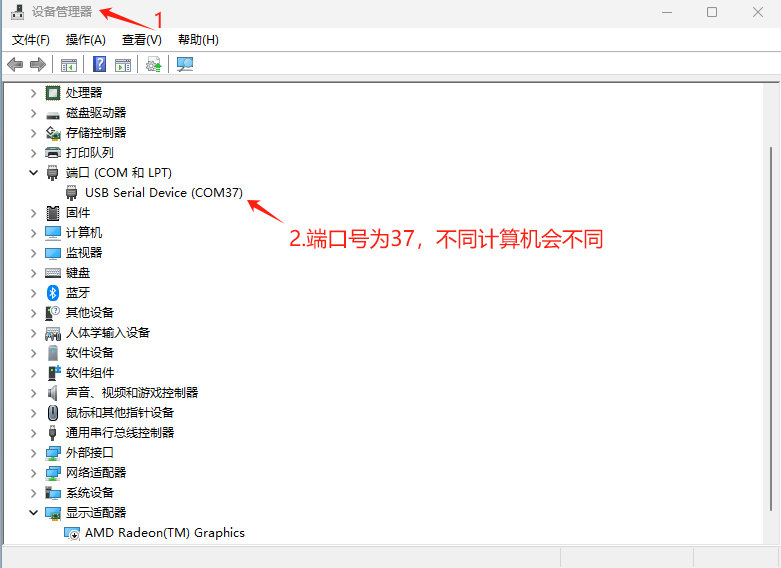 设备管理器
1
文件(F) 操作(A) 查看(V) 帮助(H)
处理器
磁盘驱动器
存储控制器
打印队列
端口 (COM 和 LPT)
USB Serial Device (COM37)
固件
2.端口号为37，不同计算机会不同
计算机
监视器
键盘
蓝牙
其他设备
人体学输入设备
软件设备
软件组件
声音、视频和游戏控制器
鼠标和其他指针设备
通用串行总线控制器
外部接口
网络适配器
系统设备
显示适配器
AMD Radeon(TM) Graphics